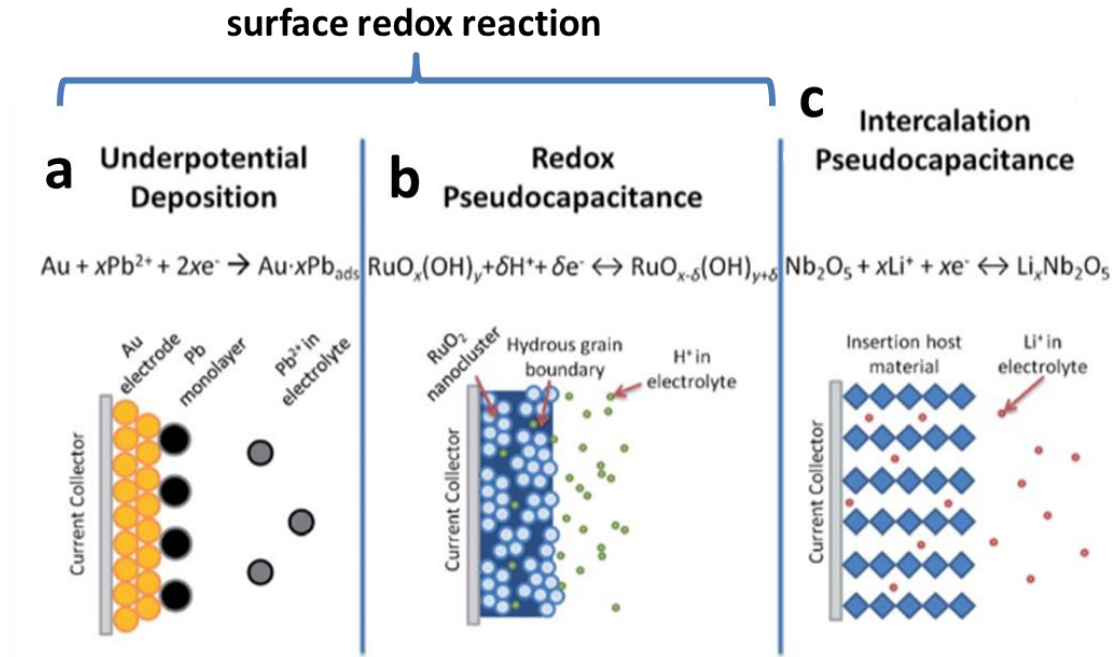 surface redox reaction
a
Underpotential
Deposition
Au + xPb²⁺ + 2xe⁻ → Au·xPb_ads
Au
electrode
Pb
monolayer
Pb²⁺ in
electrolyte
Current Collector
b
Redox
Pseudocapacitance
RuOₓ(OH)ᵧ+δH⁺+ δe⁻ ↔ RuOₓ₋δ(OH)ᵧ₊δ
RuO₂
nanocluster
Hydrous grain
boundary
H⁺ in
electrolyte
Current Collector
c
Intercalation
Pseudocapacitance
Nb₂O₅ + xLi⁺ + xe⁻ ↔ LiₓNb₂O₅
Insertion host
material
Li⁺ in
electrolyte
Current Collector